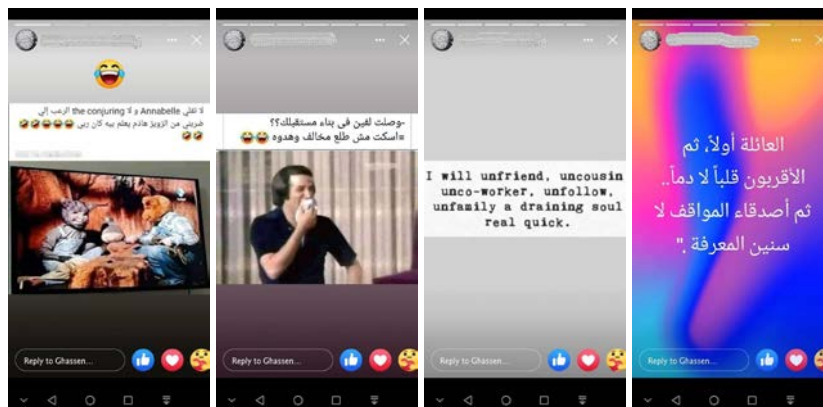 لا تقلي Annabelle و لا the conjuring الرعب إلي
ضربني من الزويز هاذم يعلم بيه كان ربي 😂😂😂😂🤣
🤣🤣
Reply to Ghassen...
-وصلت لفين فى بناء مستقبلك؟؟
=اسكت مش طلع مخالف وهدوه 😂😂
Reply to Ghassen...
I will unfriend, uncousin
unco-worker, unfollow,
unfamily a draining soul
real quick.
Reply to Ghassen...
العائلة أولاً، ثم
الأقربون قلباً لا دماً..
ثم أصدقاء المواقف لا
سنين المعرفة ."
Reply to Ghassen...